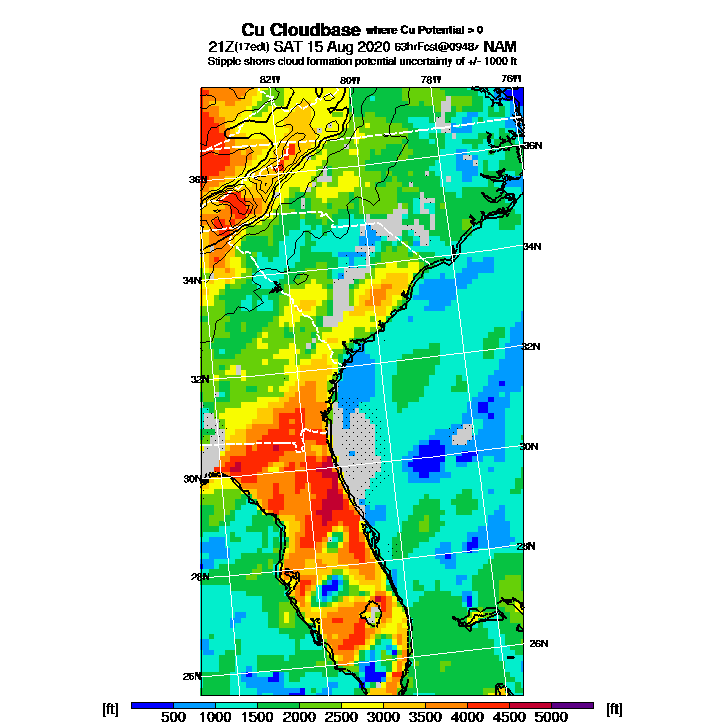 Cu Cloudbase where Cu Potential > 0
21Z(17edt) SAT 15 Aug 2020 63hrFcst@0948z NAM
Stipple shows cloud formation potential uncertainty of +/- 1000 ft
82W 80W 78W 76W
36N
36N
34N
34N
32N
32N
30N
30N
28N
28N
26N
26N
[ft] [ft]
500 1000 1500 2000 2500 3000 3500 4000 4500 5000